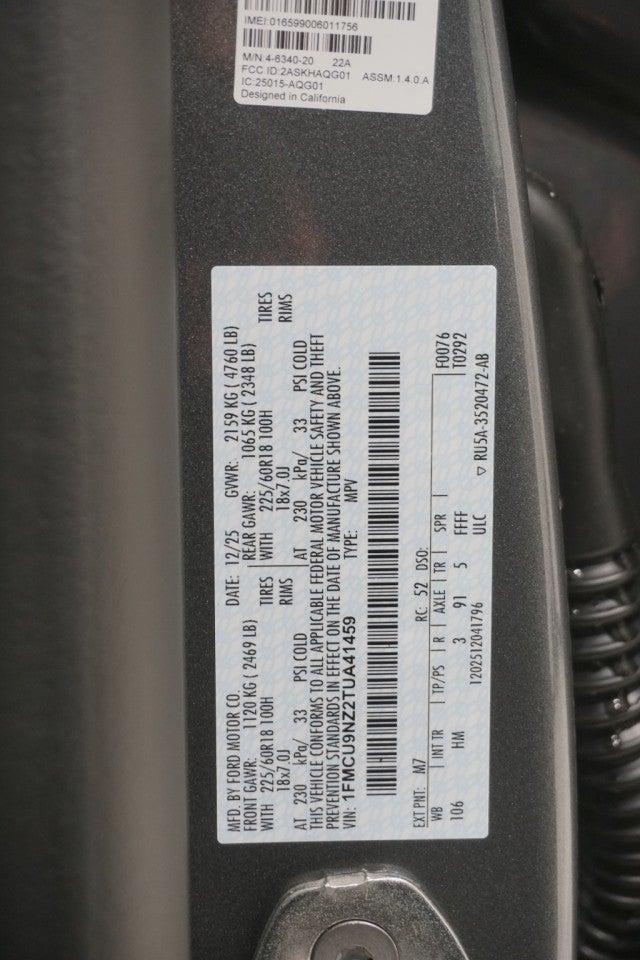 IMEI:016599006011756
M/N:4-6340-20 22A
FCC ID:2ASKHAQG01 ASSM:1.4.0.A
IC:25015-AQG01
Designed in California
MFD. BY FORD MOTOR CO. DATE: 12/25 GVWR: 2159 KG ( 4760 LB)
FRONT GAWR: 1120 KG ( 2469 LB) REAR GAWR: 1065 KG ( 2348 LB)
WITH 225/60R18 100H TIRES WITH 225/60R18 100H TIRES
18x7.0J RIMS 18x7.0J RIMS
AT 230 kPa/ 33 PSI COLD AT 230 kPa/ 33 PSI COLD
THIS VEHICLE CONFORMS TO ALL APPLICABLE FEDERAL MOTOR VEHICLE SAFETY AND THEFT
PREVENTION STANDARDS IN EFFECT ON THE DATE OF MANUFACTURE SHOWN ABOVE.
VIN: 1FMCU9NZ2TUA41459 TYPE: MPV
EXT PNT: M7 RC: 52 DSO:
WB INT TR TP/PS R AXLE TR SPR F0076
106 HM 3 91 5 FFFF T0292
1202512041796 ULC ▽ RU5A-3520472-AB